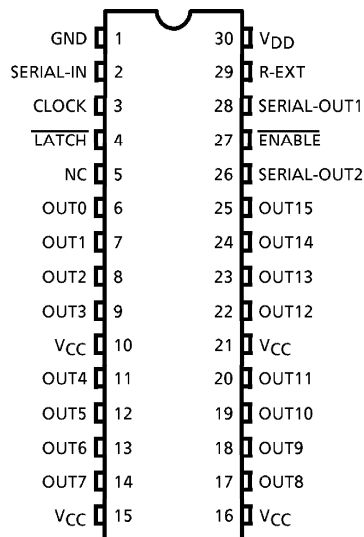 GND 1 30 VDD
SERIAL-IN 2 29 R-EXT
CLOCK 3 28 SERIAL-OUT1
LATCH 4 27 ENABLE
NC 5 26 SERIAL-OUT2
OUT0 6 25 OUT15
OUT1 7 24 OUT14
OUT2 8 23 OUT13
OUT3 9 22 OUT12
VCC 10 21 VCC
OUT4 11 20 OUT11
OUT5 12 19 OUT10
OUT6 13 18 OUT9
OUT7 14 17 OUT8
VCC 15 16 VCC